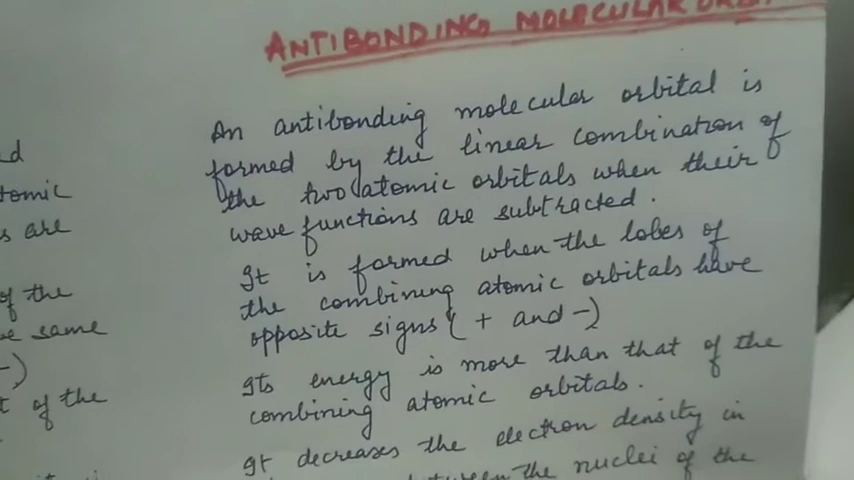 ANTIBONDING MOLECULAR
An antibonding molecular orbital is
formed by the linear combination of
the two atomic orbitals when their
wave functions are subtracted.
It is formed when the lobes of
the combining atomic orbitals have
opposite signs ( + and -)
Its energy is more than that of the
combining atomic orbitals.
It decreases the electron density in
between the nuclei of the
tomic
s are
of the
same
-)
t of the